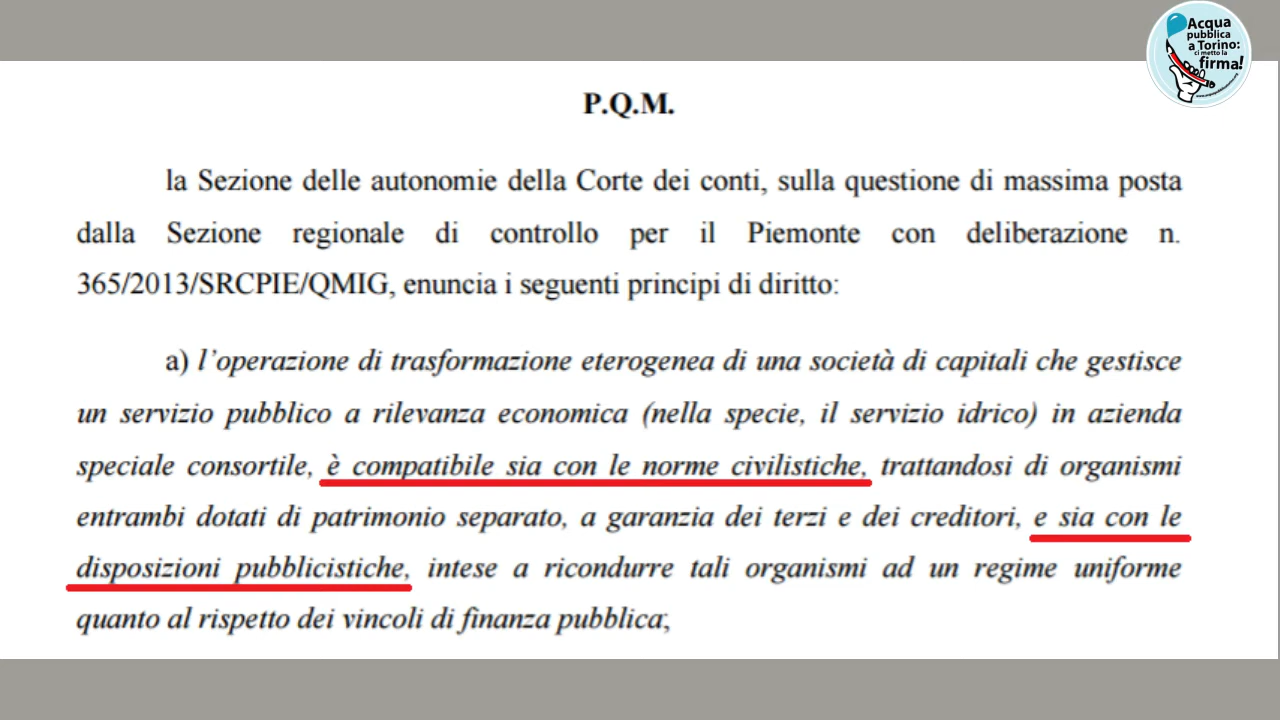 Acqua
pubblica
a Torino:
ci metto la
firma!
P.Q.M.
la Sezione delle autonomie della Corte dei conti, sulla questione di massima posta
dalla Sezione regionale di controllo per il Piemonte con deliberazione n.
365/2013/SRCPIE/QMIG, enuncia i seguenti principi di diritto:
a) l’operazione di trasformazione eterogenea di una società di capitali che gestisce
un servizio pubblico a rilevanza economica (nella specie, il servizio idrico) in azienda
speciale consortile, è compatibile sia con le norme civilistiche, trattandosi di organismi
entrambi dotati di patrimonio separato, a garanzia dei terzi e dei creditori, e sia con le
disposizioni pubblicistiche, intese a ricondurre tali organismi ad un regime uniforme
quanto al rispetto dei vincoli di finanza pubblica;